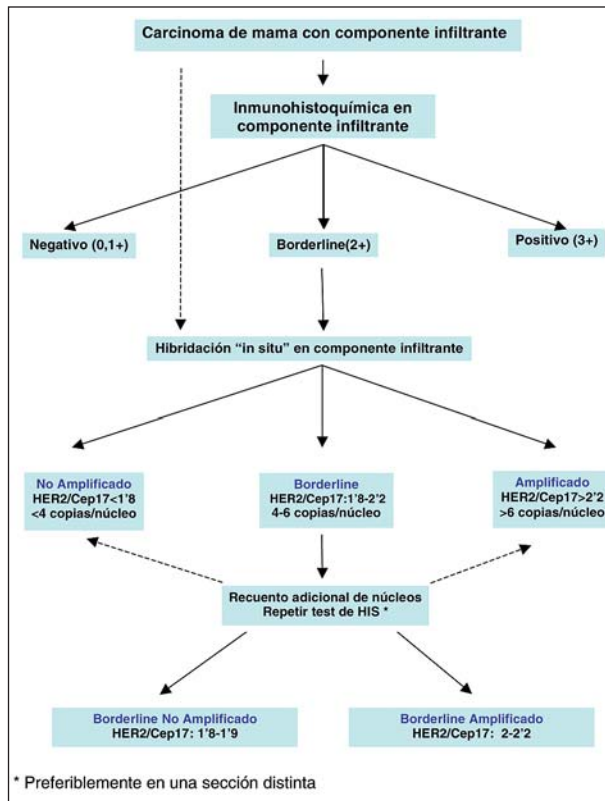 Carcinoma de mama con componente infiltrante
Inmunohistoquímica en
componente infiltrante
Negativo (0,1+)
Borderline(2+)
Positivo (3+)
Hibridación “in situ” en componente infiltrante
No Amplificado
HER2/Cep17<1'8
<4 copias/núcleo
Borderline
HER2/Cep17:1'8-2'2
4-6 copias/núcleo
Amplificado
HER2/Cep17>2'2
>6 copias/núcleo
Recuento adicional de núcleos
Repetir test de HIS *
Borderline No Amplificado
HER2/Cep17: 1'8-1'9
Borderline Amplificado
HER2/Cep17: 2-2'2
* Preferiblemente en una sección distinta